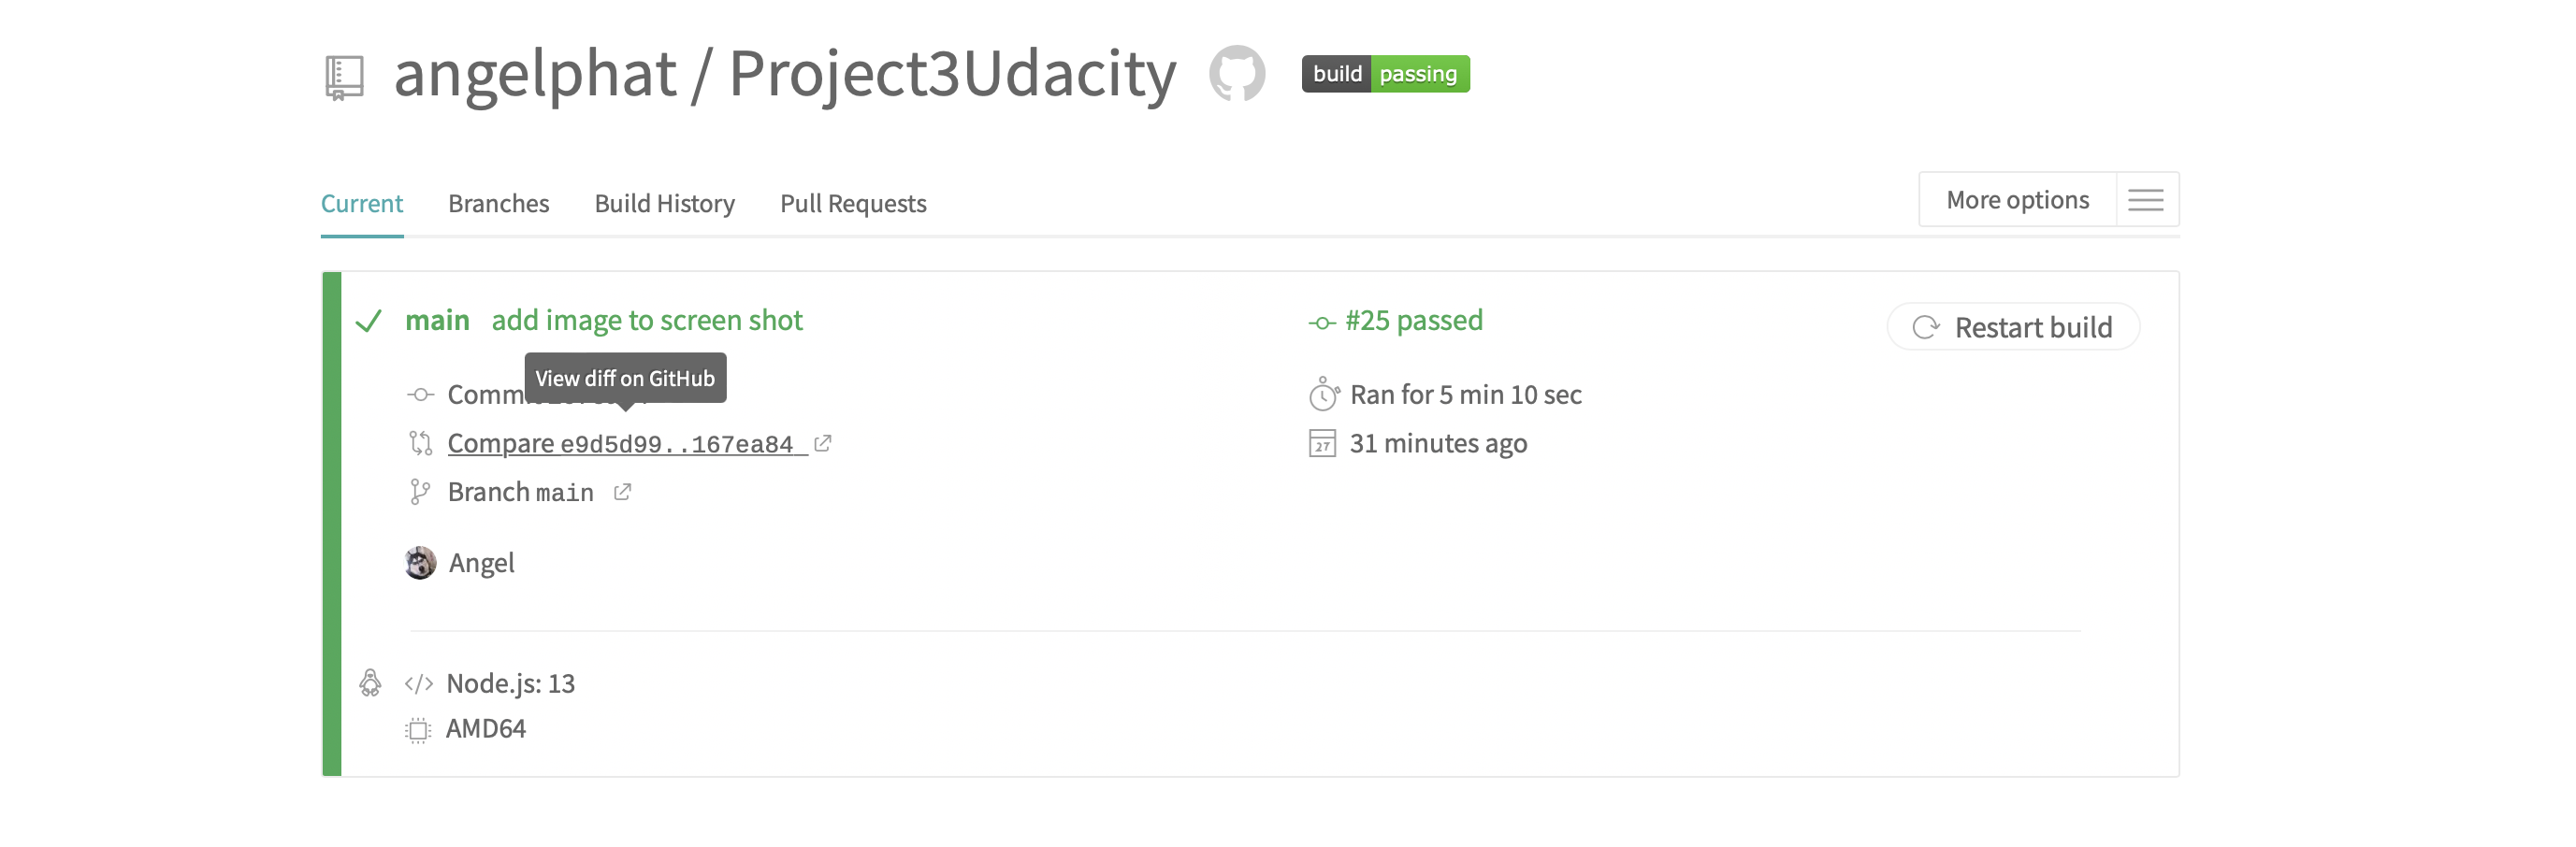 angelphat / Project3Udacity build passing
Current Branches Build History Pull Requests More options
main add image to screen shot #25 passed Restart build
View diff on GitHub
Ran for 5 min 10 sec
Compare e9d5d99..167ea84 31 minutes ago
27
Branch main
Angel
Node.js: 13
AMD64